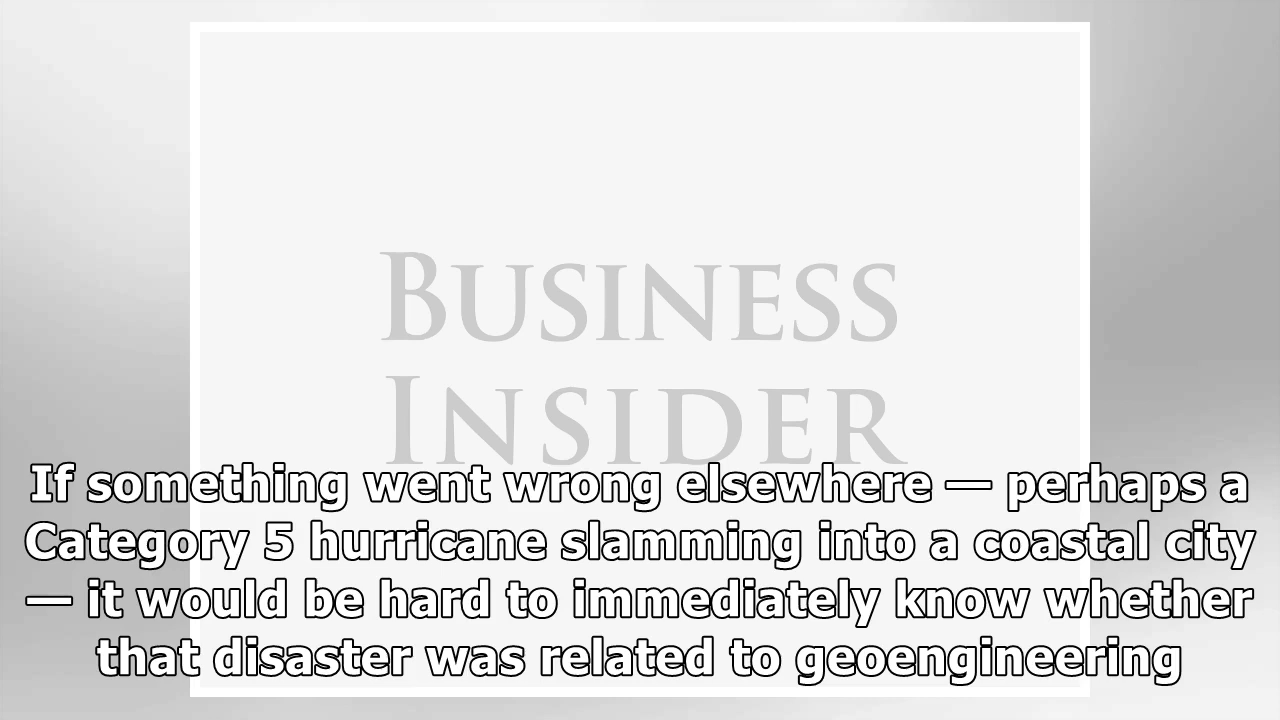 BUSINESS
INSIDER
If something went wrong elsewhere — perhaps a
Category 5 hurricane slamming into a coastal city
— it would be hard to immediately know whether
that disaster was related to geoengineering